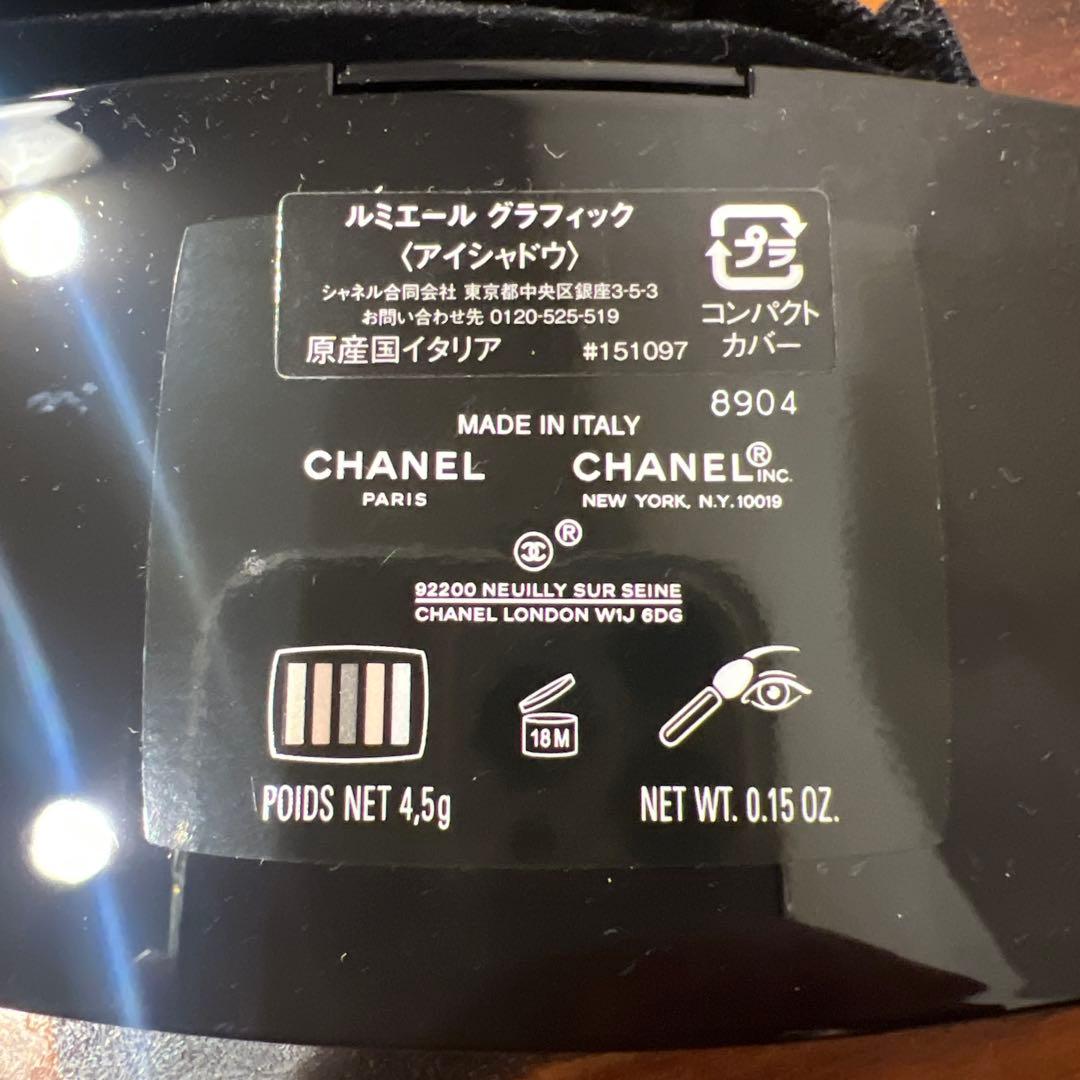 ルミエール グラフィック
〈アイシャドウ〉
シャネル合同会社 東京都中央区銀座3-5-3
お問い合わせ先 0120-525-519
原産国イタリア #151097
プラ
コンパクト
カバー
8904
MADE IN ITALY
CHANEL
PARIS
CHANEL® INC.
NEW YORK, N.Y. 10019
®
92200 NEUILLY SUR SEINE
CHANEL LONDON W1J 6DG
18M
POIDS NET 4,5g
NET WT. 0.15 OZ.